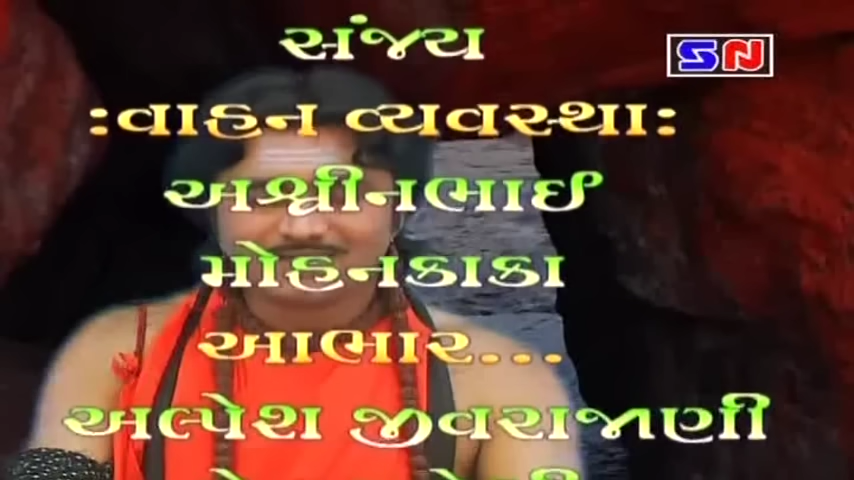 સંજય
SN
:વાહન વ્યવસ્થા:
અશ્વીનભાઈ
મોહનકાકા
આભાર...
અલ્પેશ જીવરાજાણી